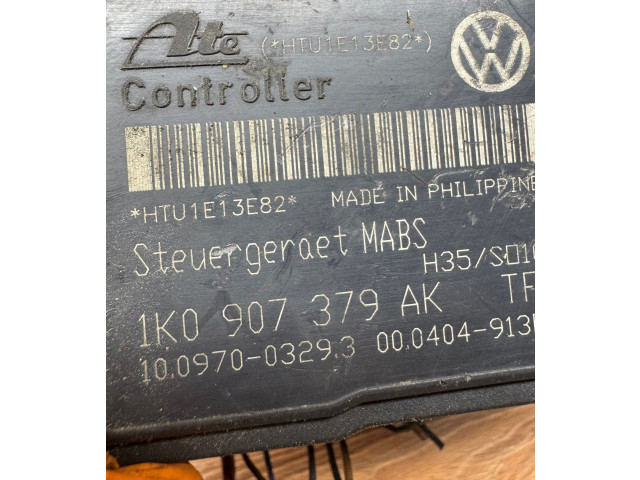 Ate (*HTU1E13E82*)
Controller
*HTU1E13E82* MADE IN PHILIPPINE
Steuergeraet MABS
H35/S
1K0 907 379 AK TF
10.0970-0329.3 00.0404-913